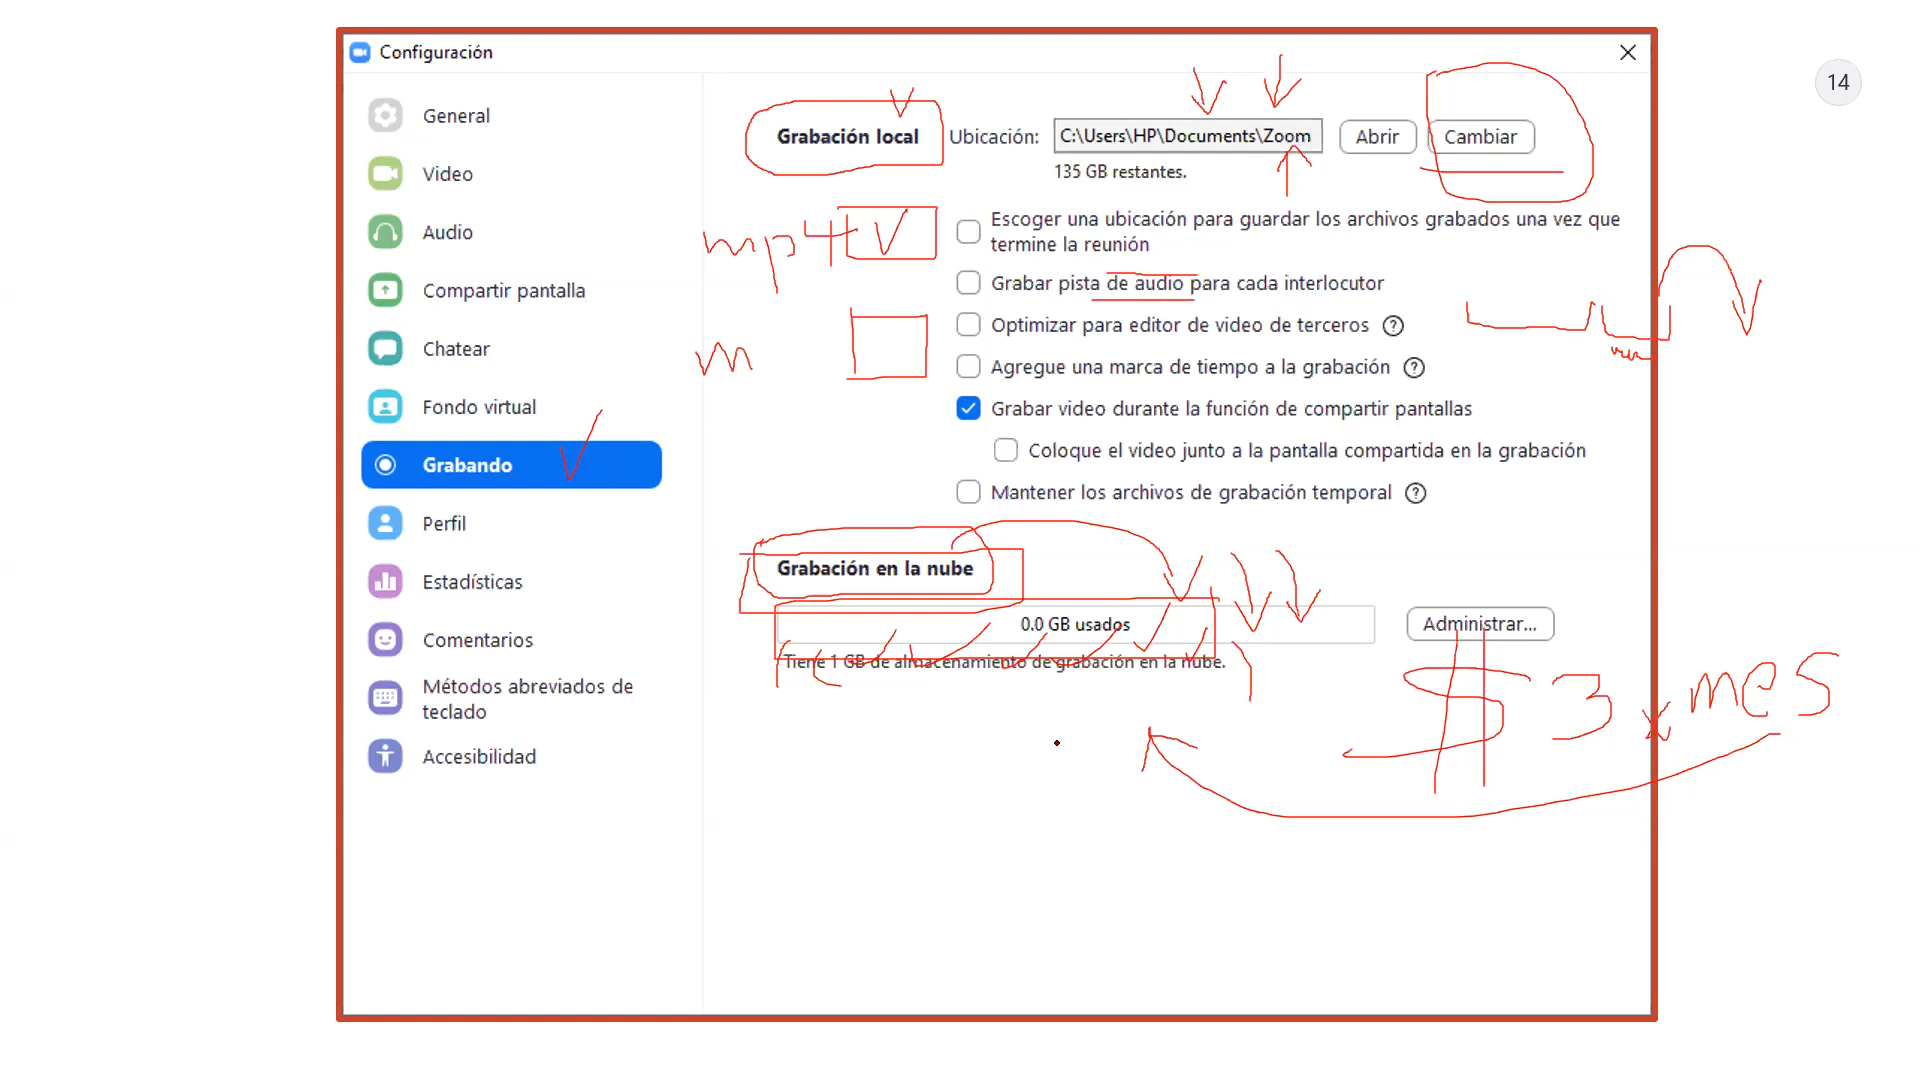 Configuración
14
General
Video
Audio
Compartir pantalla
Chatear
Fondo virtual
Grabando
Perfil
Estadísticas
Comentarios
Métodos abreviados de
teclado
Accesibilidad
Grabación local Ubicación: C:\Users\HP\Documents\Zoom Abrir Cambiar
135 GB restantes.
mp4
Escoger una ubicación para guardar los archivos grabados una vez que
termine la reunión
Grabar pista de audio para cada interlocutor
Optimizar para editor de video de terceros ?
m
Agregue una marca de tiempo a la grabación ?
Grabar video durante la función de compartir pantallas
Coloque el video junto a la pantalla compartida en la grabación
Mantener los archivos de grabación temporal ?
Grabación en la nube
0.0 GB usados Administrar...
Tiene 1 GB de almacenamiento de grabación en la nube.
$3 x mes